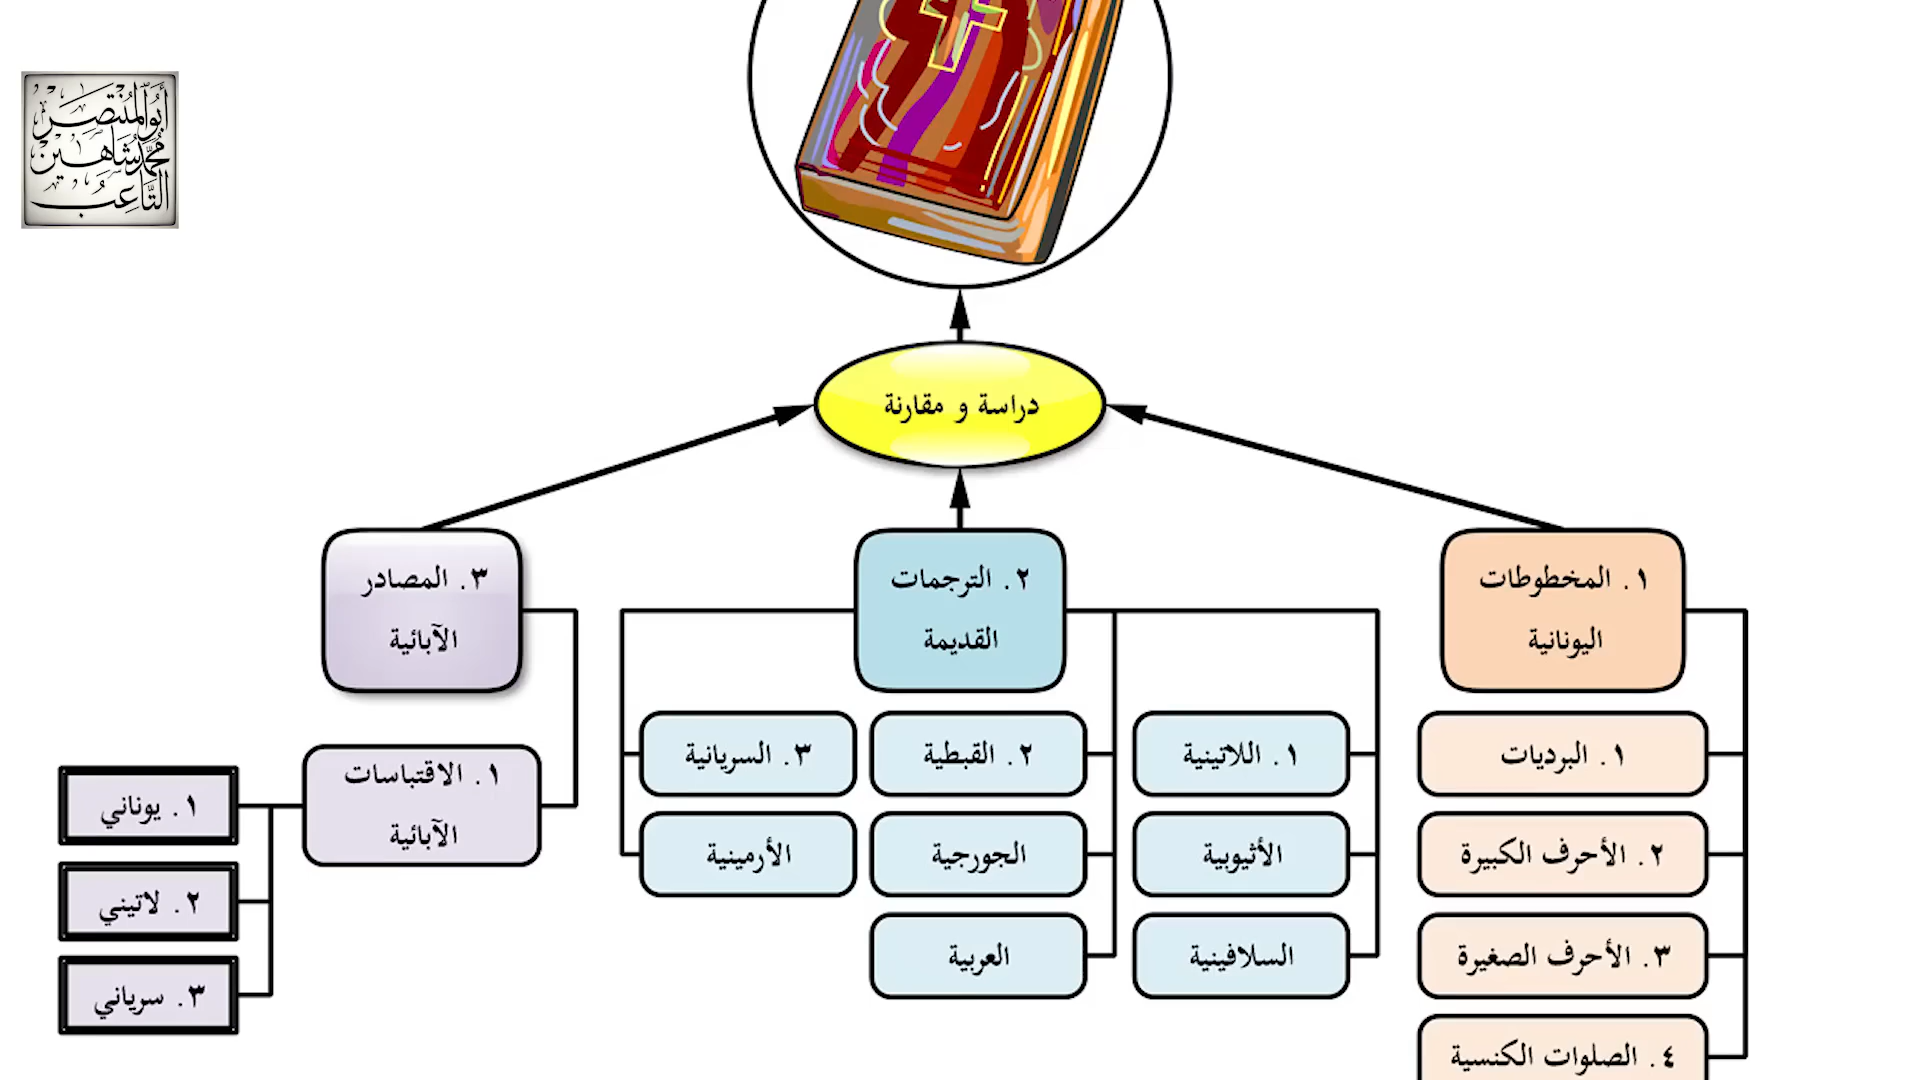 أبو المنتصر
محمد شاهين
التاعب
دراسة و مقارنة
١. المخطوطات
اليونانية
٢. الترجمات
القديمة
٣. المصادر
الآبائية
١. البرديات
٢. الأحرف الكبيرة
٣. الأحرف الصغيرة
٤. الصلوات الكنسية
١. اللاتينية
٢. القبطية
٣. السريانية
الأثيوبية
الجورجية
الأرمينية
السلافينية
العربية
١. الاقتباسات
الآبائية
١. يوناني
٢. لاتيني
٣. سرياني